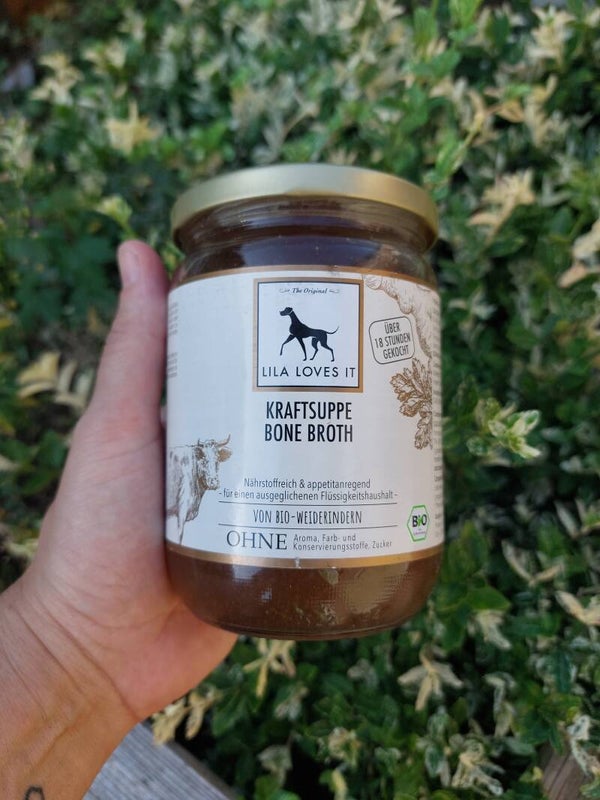 The Original
LILA LOVES IT
ÜBER
18 STUNDEN
GEKOCHT
KRAFTSUPPE
BONE BROTH
Nährstoffreich & appetitanregend
- für einen ausgeglichenen Flüssigkeitshaushalt -
VON BIO-WEIDERINDERN
BIO
OHNE Aroma, Farb- und
Konservierungsstoffe, Zucker